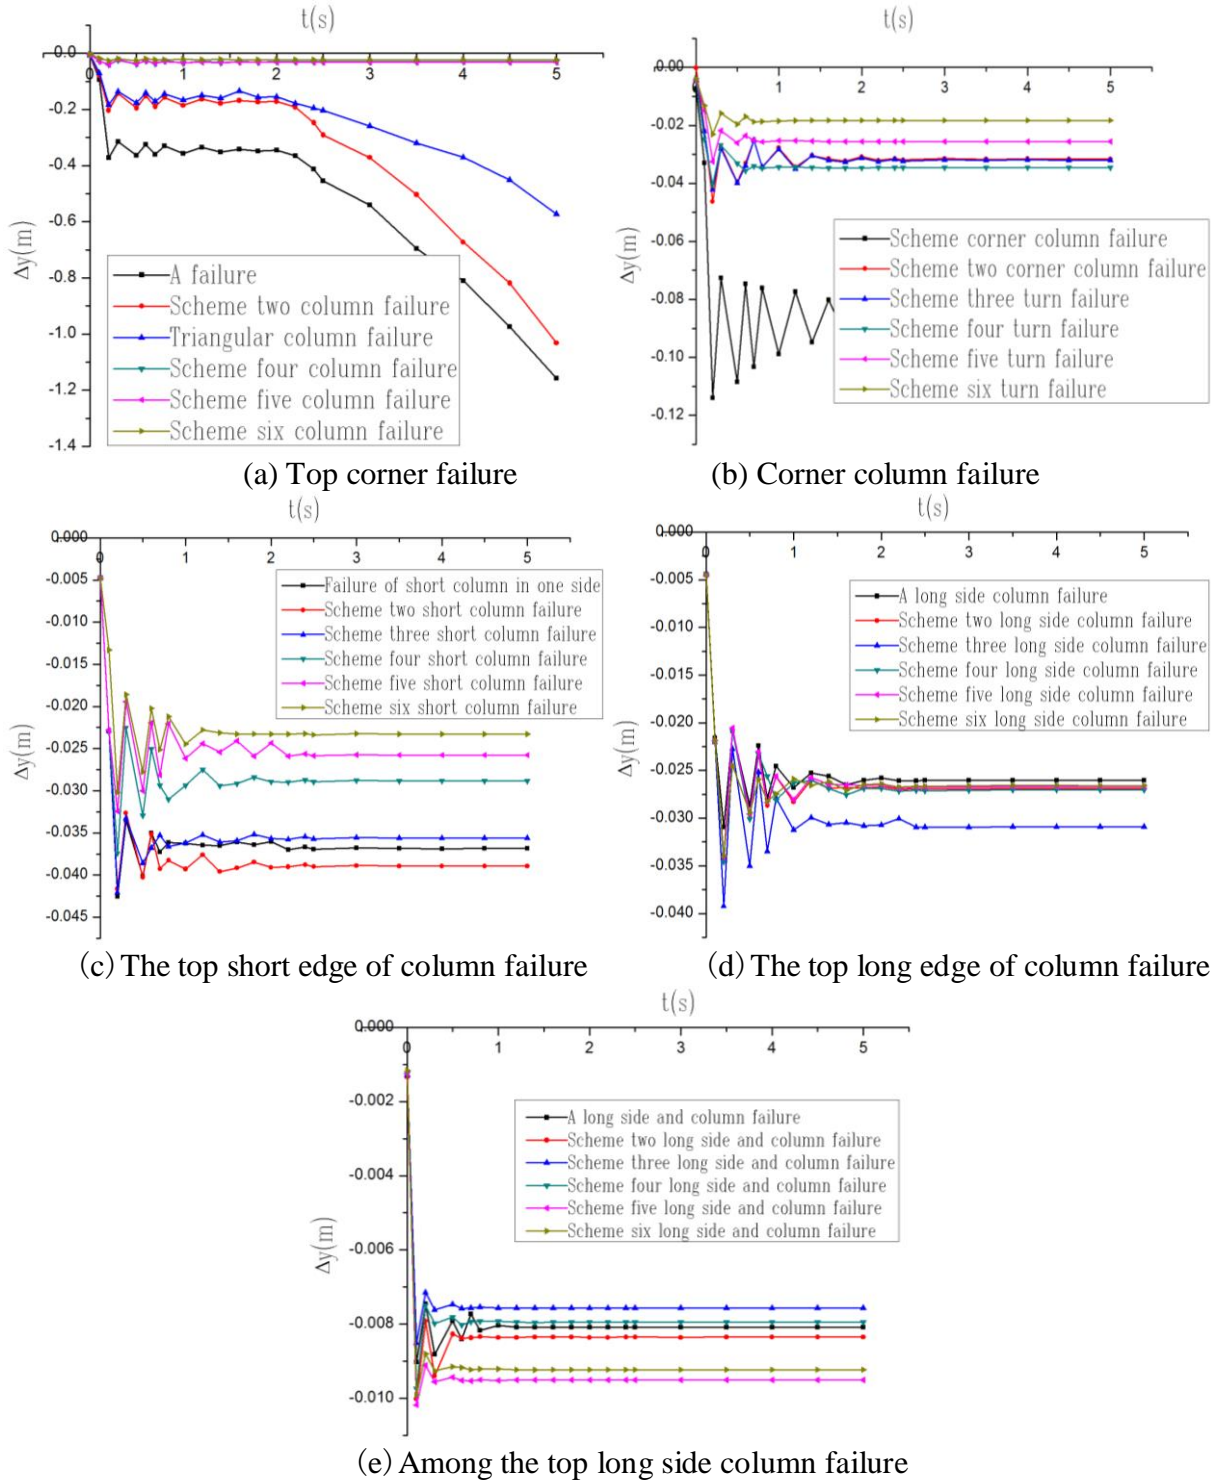 t(s)
0.0
0 1 2 3 4 5
-0.2
-0.4
-0.6
-0.8
-1.0
-1.2
-1.4
Δy(m)
A failure
Scheme two column failure
Triangular column failure
Scheme four column failure
Scheme five column failure
Scheme six column failure
(a) Top corner failure
t(s)
0.00
0 1 2 3 4 5
-0.02
-0.04
-0.06
-0.08
-0.10
-0.12
Δy(m)
Scheme corner column failure
Scheme two corner column failure
Scheme three turn failure
Scheme four turn failure
Scheme five turn failure
Scheme six turn failure
(b) Corner column failure
t(s)
0.000
0 1 2 3 4 5
-0.005
-0.010
-0.015
-0.020
-0.025
-0.030
-0.035
-0.040
-0.045
Δy(m)
Failure of short column in one side
Scheme two short column failure
Scheme three short column failure
Scheme four short column failure
Scheme five short column failure
Scheme six short column failure
(c) The top short edge of column failure
t(s)
0.000
0 1 2 3 4 5
-0.005
-0.010
-0.015
-0.020
-0.025
-0.030
-0.035
-0.040
Δy(m)
A long side column failure
Scheme two long side column failure
Scheme three long side column failure
Scheme four long side column failure
Scheme five long side column failure
Scheme six long side column failure
(d) The top long edge of column failure
t(s)
0.000
0 1 2 3 4 5
-0.002
-0.004
-0.006
-0.008
-0.010
Δy(m)
A long side and column failure
Scheme two long side and column failure
Scheme three long side and column failure
Scheme four long side and column failure
Scheme five long side and column failure
Scheme six long side and column failure
(e) Among the top long side column failure